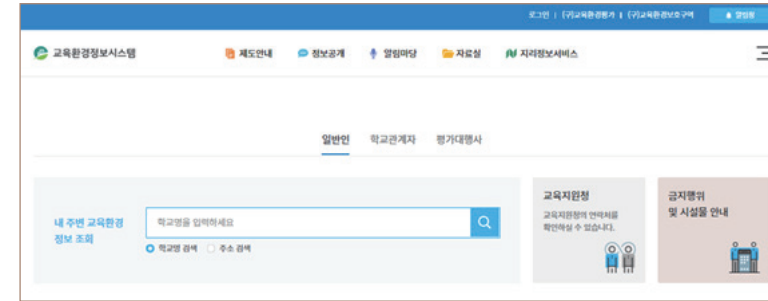 로그인 | (구)교육환경평가 | (구)교육환경보호구역 알림봉
교육환경정보시스템 제도안내 정보공개 알림마당 자료실 지리정보서비스
일반인 학교관계자 평가대행사
내 주변 교육환경
정보 조회
학교명을 입력하세요
학교명 검색 주소 검색
교육지원청
교육지원청의 연락처를
확인하실 수 있습니다.
금지행위
및 시설물 안내